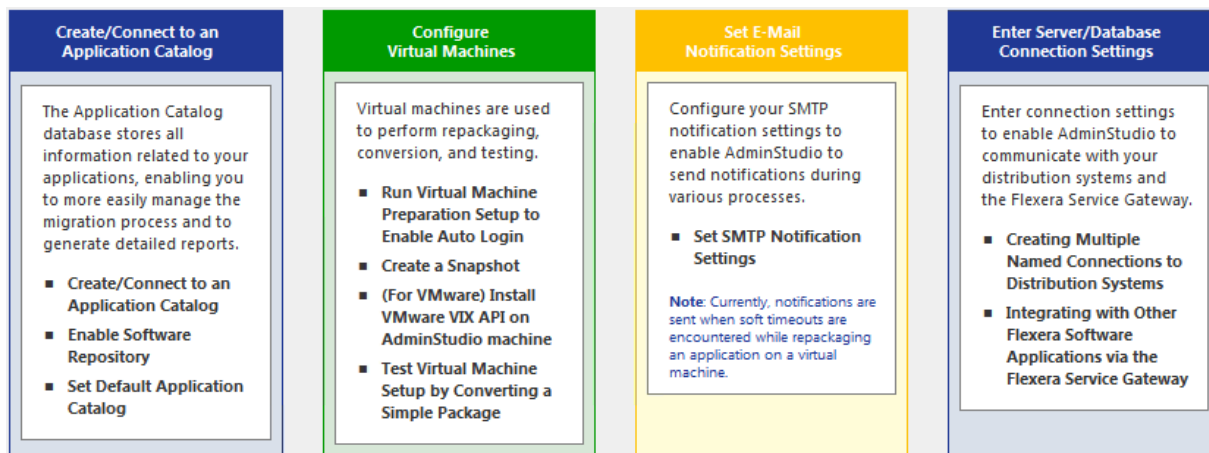 Create/Connect to an
Application Catalog
The Application Catalog
database stores all
information related to your
applications, enabling you
to more easily manage the
migration process and to
generate detailed reports.
■ Create/Connect to an
Application Catalog
■ Enable Software
Repository
■ Set Default Application
Catalog
Configure
Virtual Machines
Virtual machines are used
to perform repackaging,
conversion, and testing.
■ Run Virtual Machine
Preparation Setup to
Enable Auto Login
■ Create a Snapshot
■ (For VMware) Install
VMware VIX API on
AdminStudio machine
■ Test Virtual Machine
Setup by Converting a
Simple Package
Set E-Mail
Notification Settings
Configure your SMTP
notification settings to
enable AdminStudio to
send notifications during
various processes.
■ Set SMTP Notification
Settings
Note: Currently, notifications are
sent when soft timeouts are
encountered while repackaging
an application on a virtual
machine.
Enter Server/Database
Connection Settings
Enter connection settings
to enable AdminStudio to
communicate with your
distribution systems and
the Flexera Service Gateway.
■ Creating Multiple
Named Connections to
Distribution Systems
■ Integrating with Other
Flexera Software
Applications via the
Flexera Service Gateway